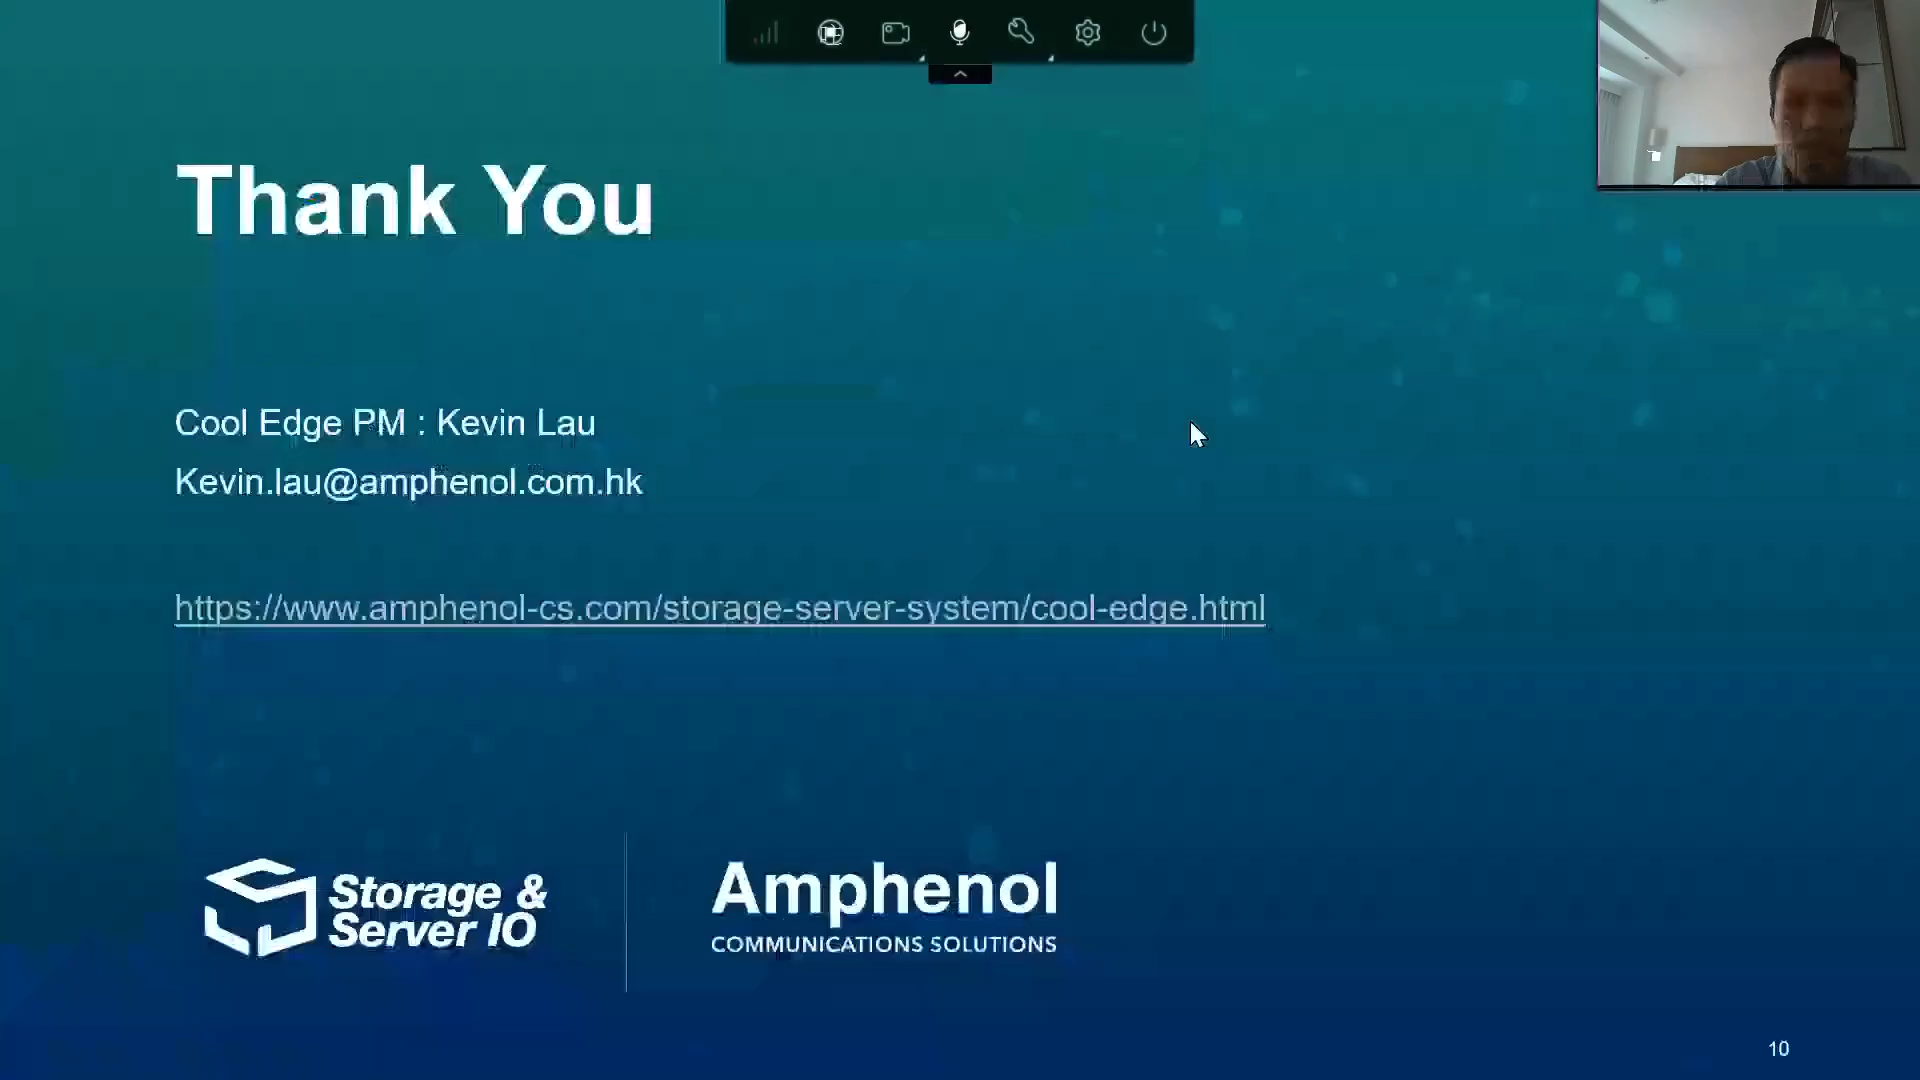 Thank You
Cool Edge PM : Kevin Lau
Kevin.lau@amphenol.com.hk
https://www.amphenol-cs.com/storage-server-system/cool-edge.html
Storage &
Server IO
Amphenol
COMMUNICATIONS SOLUTIONS
10